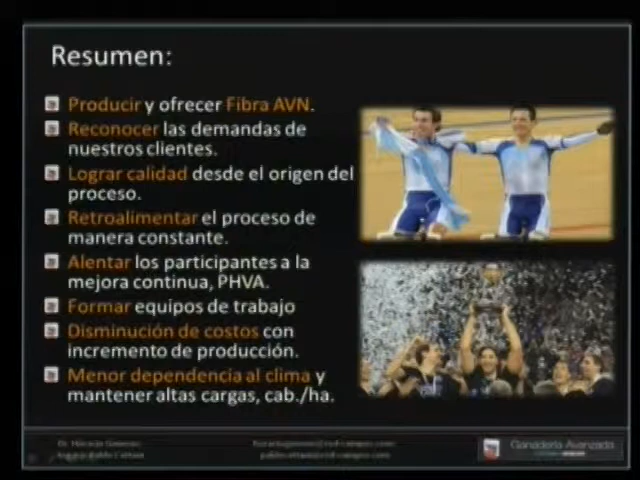 Resumen:
Producir y ofrecer Fibra AVN.
Reconocer las demandas de
nuestros clientes.
Lograr calidad desde el origen del
proceso.
Retroalimentar el proceso de
manera constante.
Alentar los participantes a la
mejora continua, PHVA.
Formar equipos de trabajo
Disminución de costos con
incremento de producción.
Menor dependencia al clima y
mantener altas cargas, cab./ha.
Ganadería Avanzada